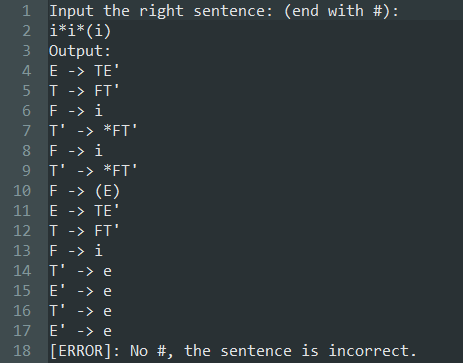 1 Input the right sentence: (end with #):
2 i*i*(i)
3 Output:
4 E -> TE'
5 T -> FT'
6 F -> i
7 T' -> *FT'
8 F -> i
9 T' -> *FT'
10 F -> (E)
11 E -> TE'
12 T -> FT'
13 F -> i
14 T' -> e
15 E' -> e
16 T' -> e
17 E' -> e
18 [ERROR]: No #, the sentence is incorrect.